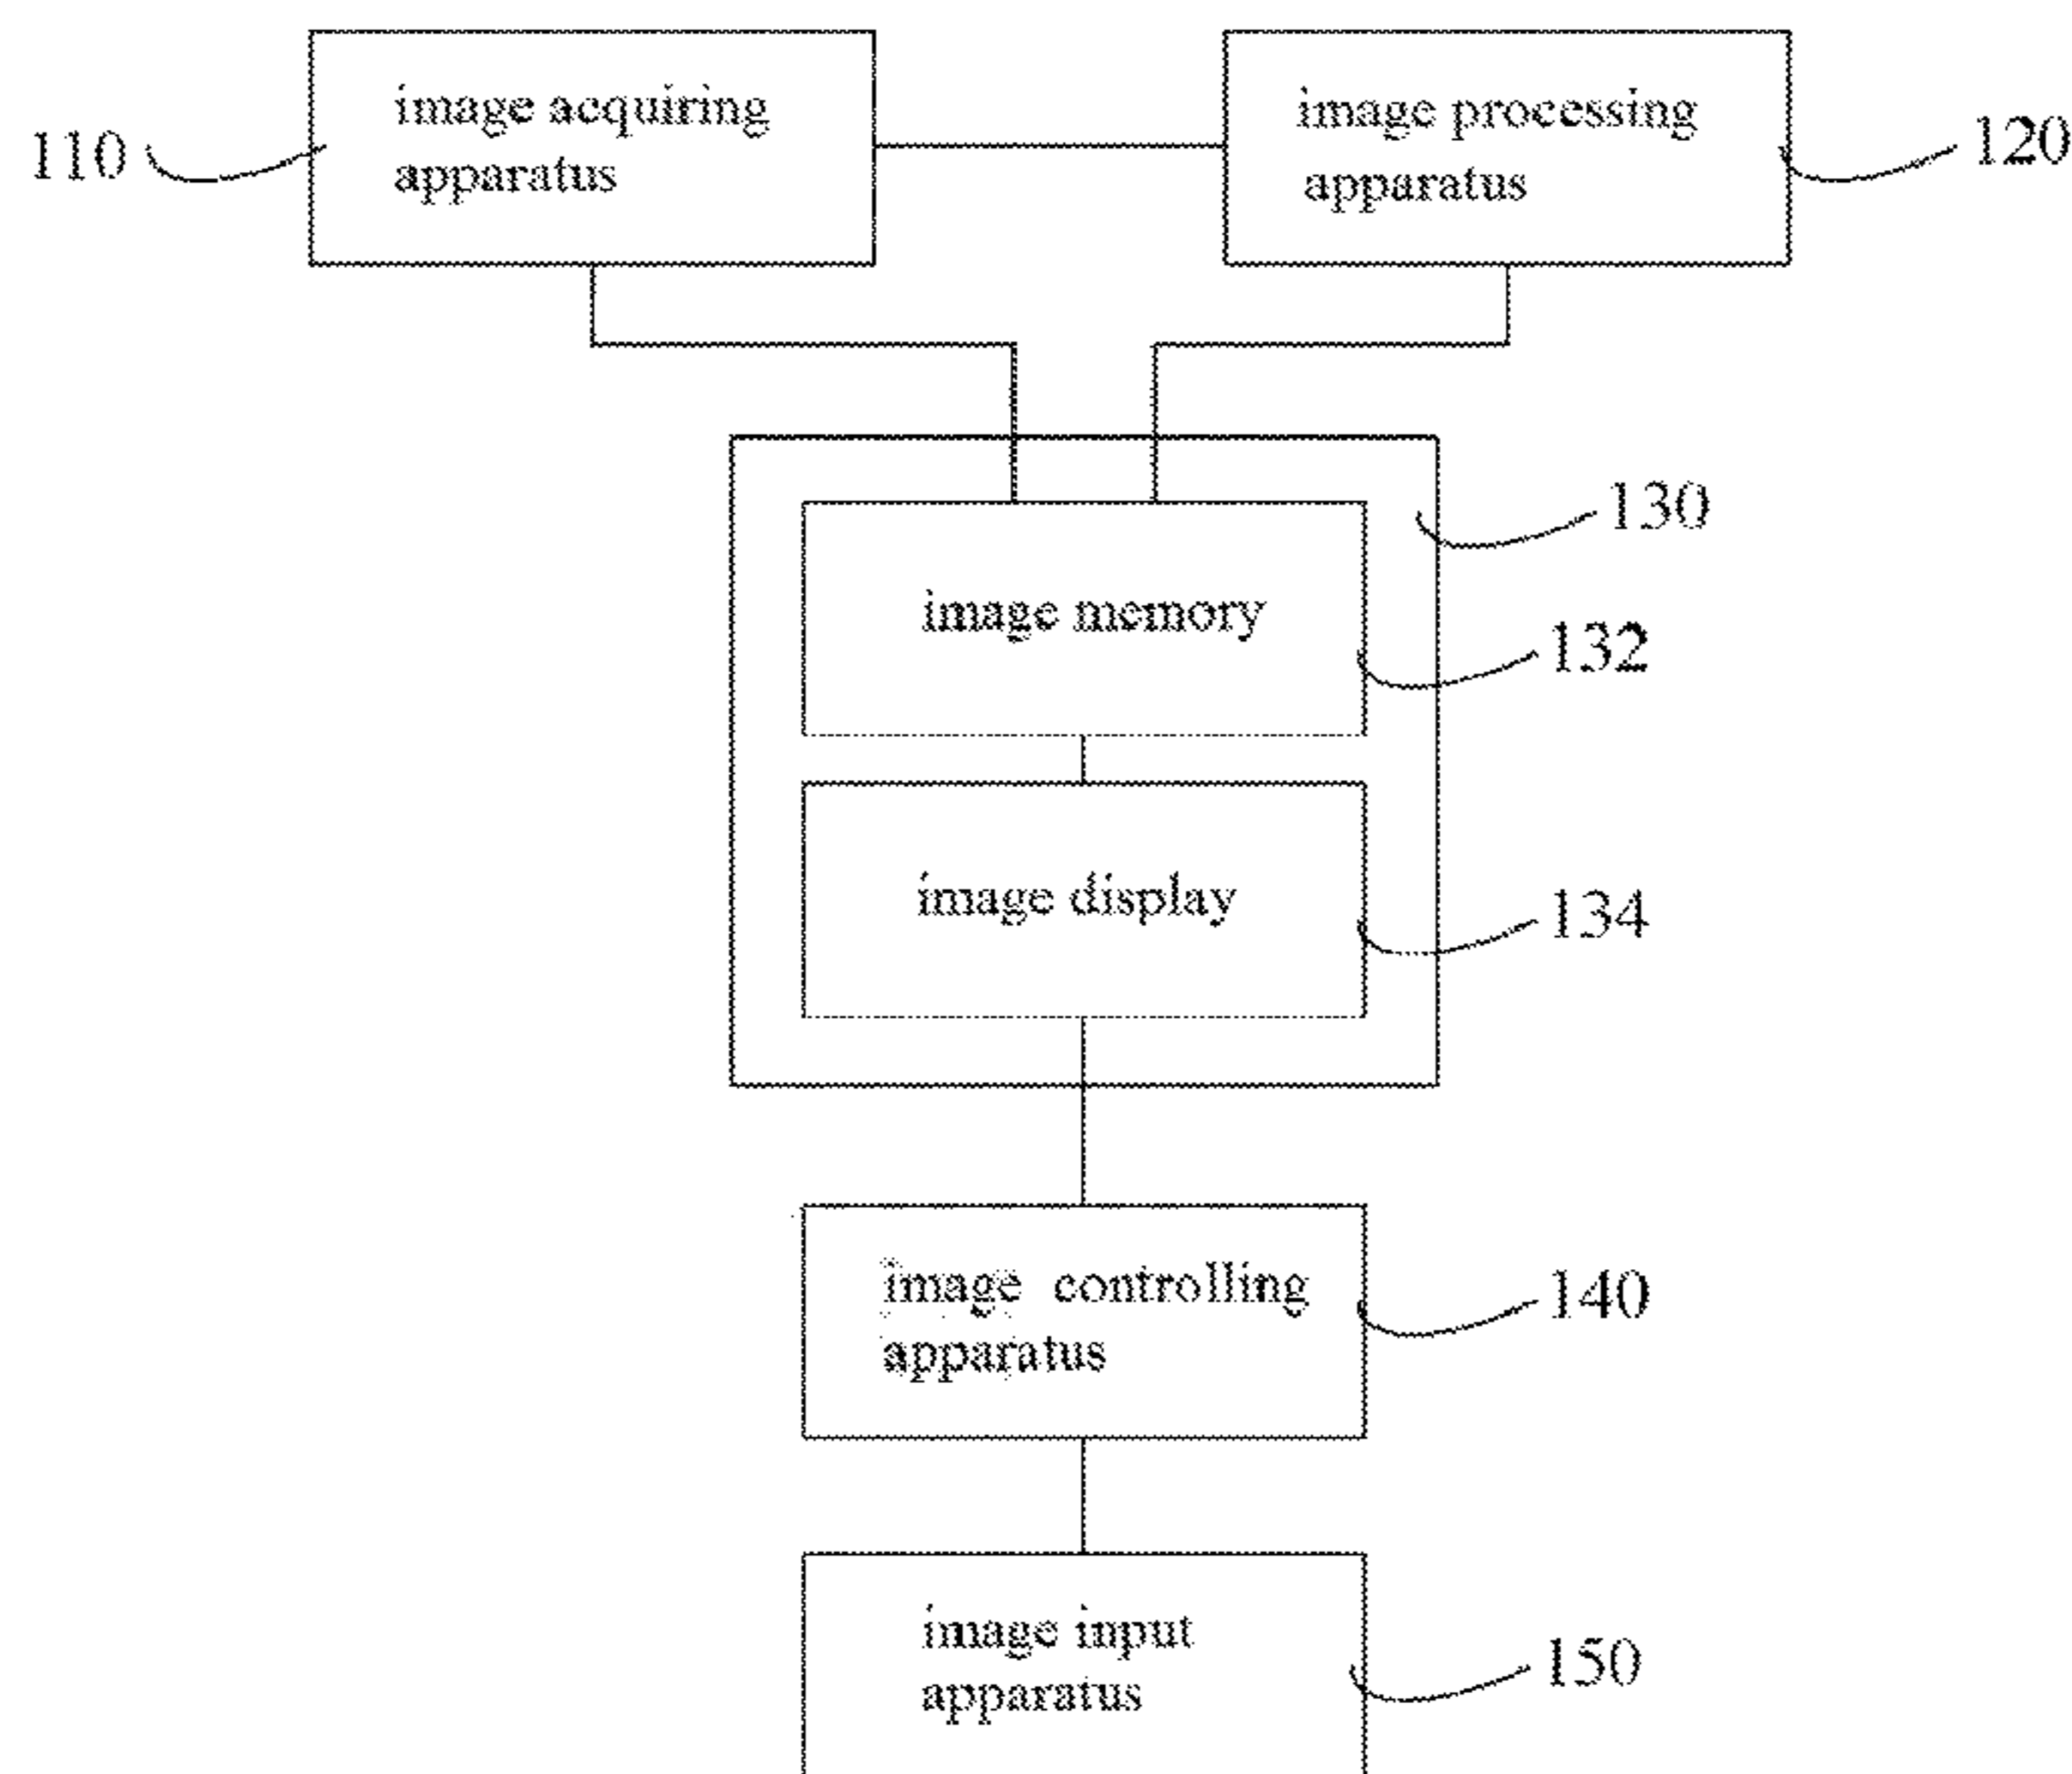 image acquiring
apparatus
110
image processing
apparatus
120
130
image memory
132
image display
134
image controlling
apparatus
140
image input
apparatus
150